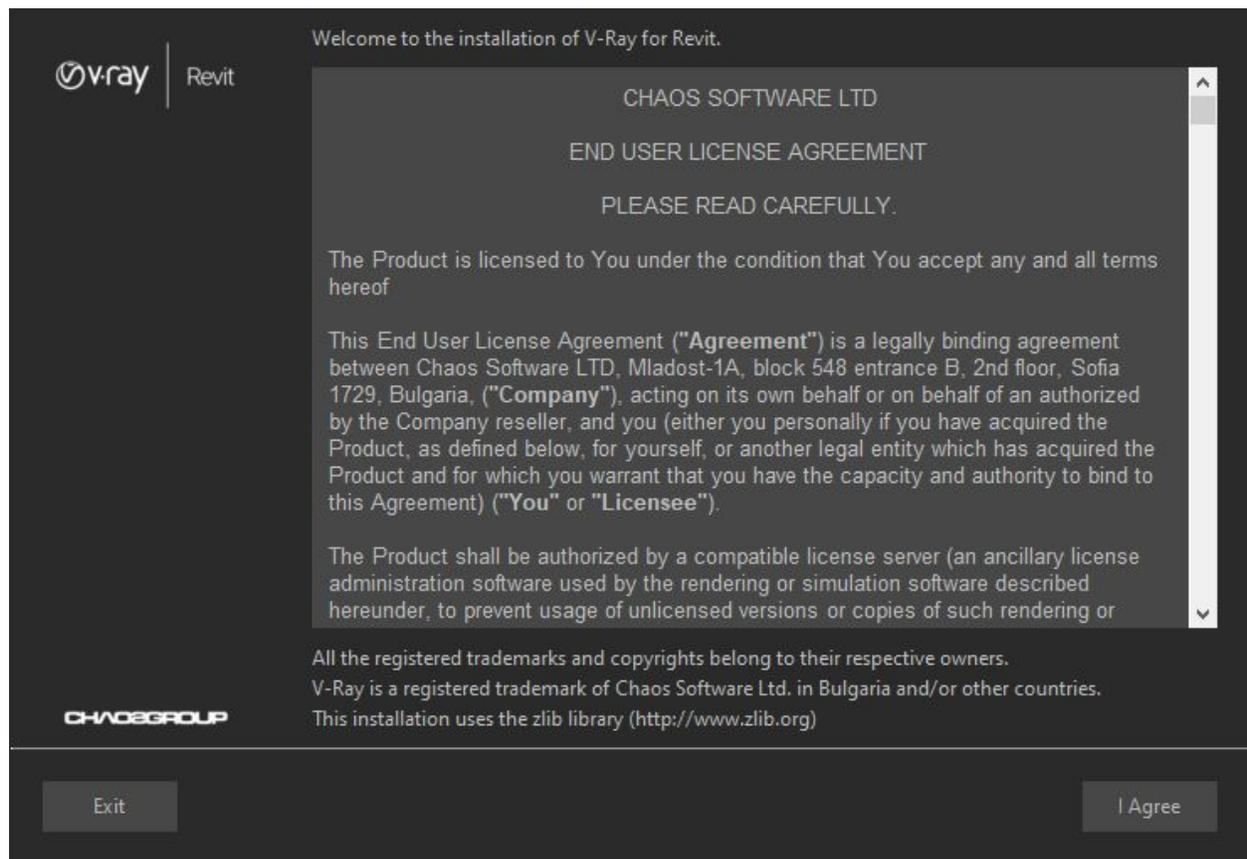 Welcome to the installation of V-Ray for Revit.
v·ray Revit
CHAOS SOFTWARE LTD
END USER LICENSE AGREEMENT
PLEASE READ CAREFULLY.
The Product is licensed to You under the condition that You accept any and all terms
hereof
This End User License Agreement ("Agreement") is a legally binding agreement
between Chaos Software LTD, Mladost-1A, block 548 entrance B, 2nd floor, Sofia
1729, Bulgaria, ("Company"), acting on its own behalf or on behalf of an authorized
by the Company reseller, and you (either you personally if you have acquired the
Product, as defined below, for yourself, or another legal entity which has acquired the
Product and for which you warrant that you have the capacity and authority to bind to
this Agreement) ("You" or "Licensee").
The Product shall be authorized by a compatible license server (an ancillary license
administration software used by the rendering or simulation software described
hereunder, to prevent usage of unlicensed versions or copies of such rendering or
All the registered trademarks and copyrights belong to their respective owners.
V-Ray is a registered trademark of Chaos Software Ltd. in Bulgaria and/or other countries.
CHAOSGROUP
This installation uses the zlib library (http://www.zlib.org)
Exit
I Agree